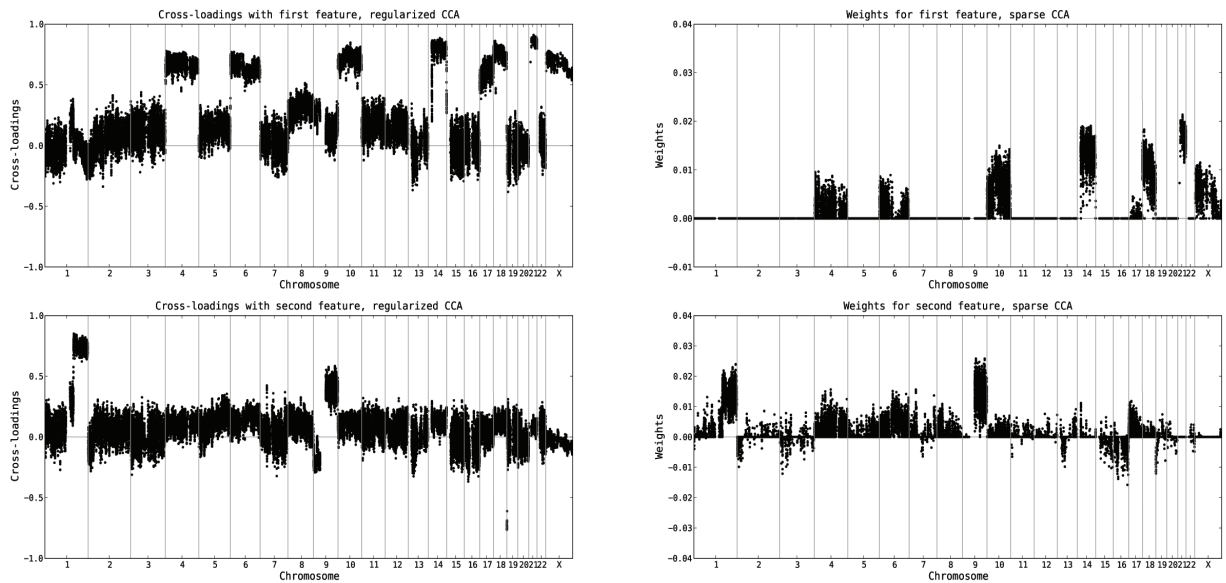 Cross-loadings with first feature, regularized CCA
1.0
0.5
0.0
−0.5
−1.0
Cross-loadings
1 2 3 4 5 6 7 8 9 10 11 12 13 14 15 16 17 18 19 20 21 22 X
Chromosome
Weights for first feature, sparse CCA
0.04
0.03
0.02
0.01
0.00
−0.01
Weights
1 2 3 4 5 6 7 8 9 10 11 12 13 14 15 16 17 18 19 20 21 22 X
Chromosome
Cross-loadings with second feature, regularized CCA
1.0
0.5
0.0
−0.5
−1.0
Cross-loadings
1 2 3 4 5 6 7 8 9 10 11 12 13 14 15 16 17 18 19 20 21 22 X
Chromosome
Weights for second feature, sparse CCA
0.04
0.03
0.02
0.01
0.00
−0.01
−0.02
−0.03
−0.04
Weights
1 2 3 4 5 6 7 8 9 10 11 12 13 14 15 16 17 18 19 20 21 22 X
Chromosome